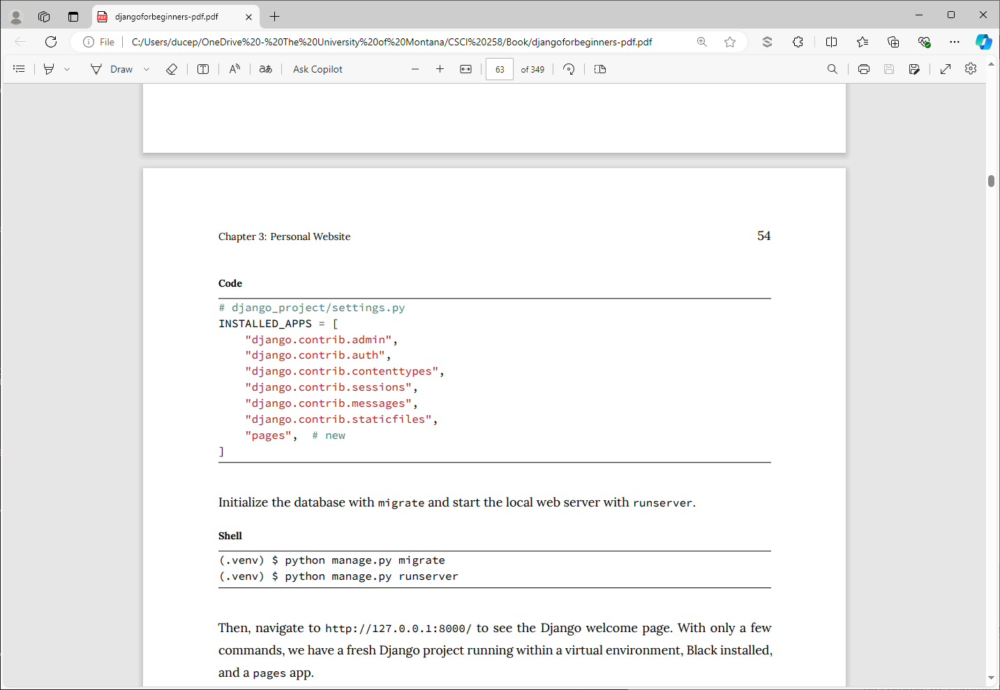 djangoforbeginners-pdf.pdf
File
C:/Users/ducep/OneDrive%20-%20The%20University%20of%20Montana/CSCI%20258/Book/djangoforbeginners-pdf.pdf
Draw
Ask Copilot
63
of 349
Chapter 3: Personal Website
54
Code
# django_project/settings.py
INSTALLED_APPS = [
    "django.contrib.admin",
    "django.contrib.auth",
    "django.contrib.contenttypes",
    "django.contrib.sessions",
    "django.contrib.messages",
    "django.contrib.staticfiles",
    "pages",  # new
]
Initialize the database with migrate and start the local web server with runserver.
Shell
(.venv) $ python manage.py migrate
(.venv) $ python manage.py runserver
Then, navigate to http://127.0.0.1:8000/ to see the Django welcome page. With only a few
commands, we have a fresh Django project running within a virtual environment, Black installed,
and a pages app.